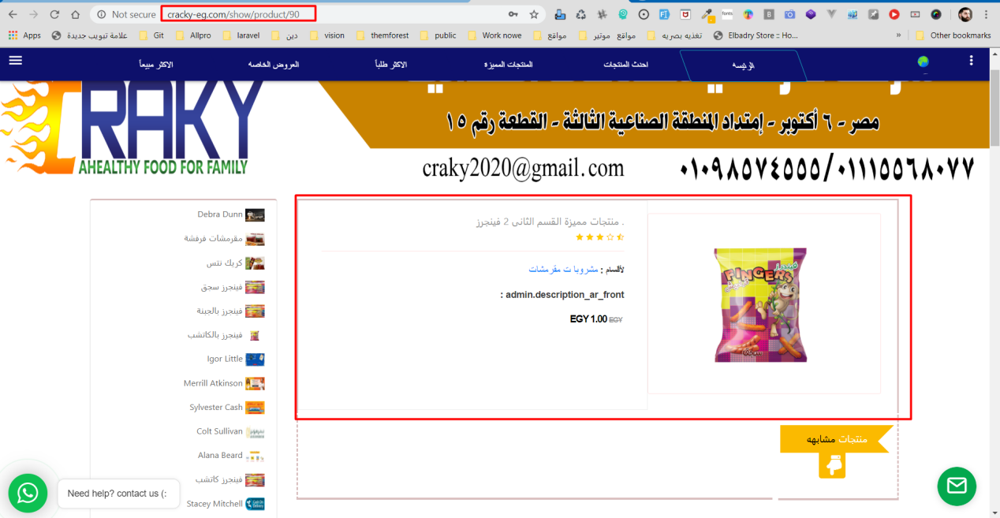 Not secure | cracky-eg.com/show/product/90
Apps علامة تبويب جديدة Git Allpro laravel دين vision themforest public Work nowe مواقع مواقع موتير تغذيه بصريه Elbadry Store :: Ho... » Other bookmarks
احدث المنتجات المنتجات المميزة الاكثر طلباً العروض الخاصه الاكثر مبيعاً
CRAKY
AHEALTHY FOOD FOR FAMILY
مصر - ٦ أكتوبر - إمتداد المنطقة الصناعية الثالثة - القطعة رقم ١٥
craky2020@gmail.com
٠١٠٩٨٥٧٤٥٥٥/٠١١١٥٥٦٨٠٧٧
. منتجات مميزة القسم الثانى 2 فينجرز
لأقسام : مشروبا ت مقرمشات
admin.description_ar_front :
EGY 1.00 EGY
FINGERS
فينجرز
منتجات مشابهه
Debra Dunn
مقرمشات فرفشة
كريك نتس
فينجرز سجق
فينجرز بالجبنة
فينجرز بالكاتشب
Igor Little
Merrill Atkinson
Sylvester Cash
Colt Sullivan
Alana Beard
فينجرز كاتشب
Stacey Mitchell
Need help? contact us (: